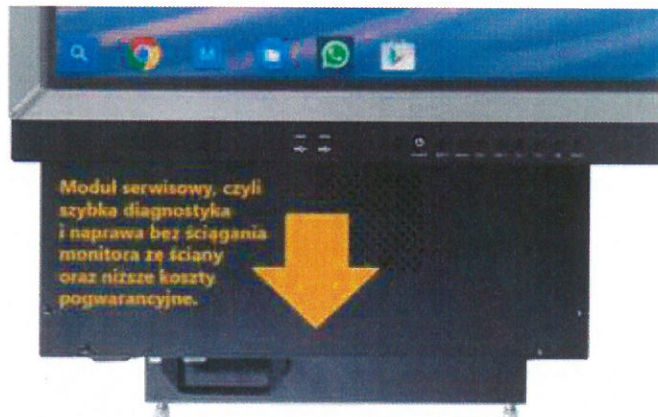 Moduł serwisowy, czyli
szybka diagnostyka
i naprawa bez ściągania
monitora ze ściany
oraz niższe koszty
pogwarancyjne.